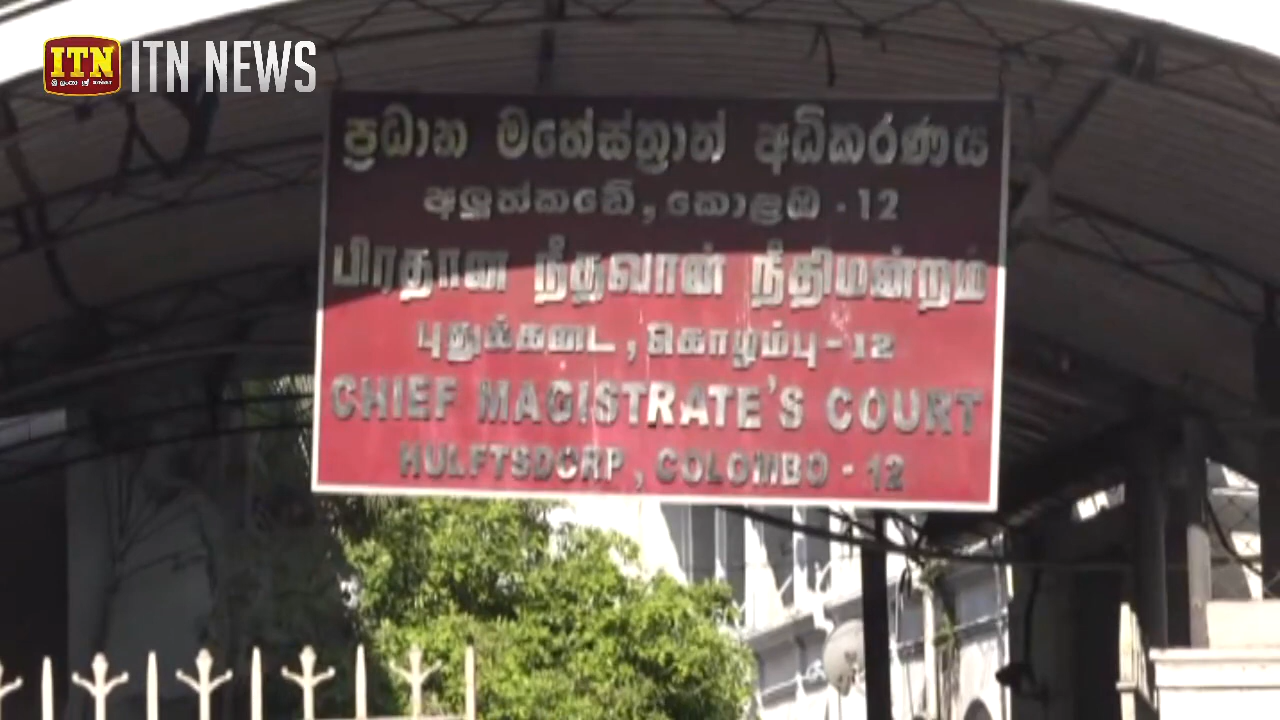 ITN
ITN NEWS
ප්‍රධාන මහේස්ත්‍රාත් අධිකරණය
අලුත්කඩේ, කොළඹ - 12
பிரதான நீதவான் நீதிமன்றம்
புதுக்கடை, கொழும்பு - 12
CHIEF MAGISTRATE'S COURT
HULFTSDORP, COLOMBO - 12